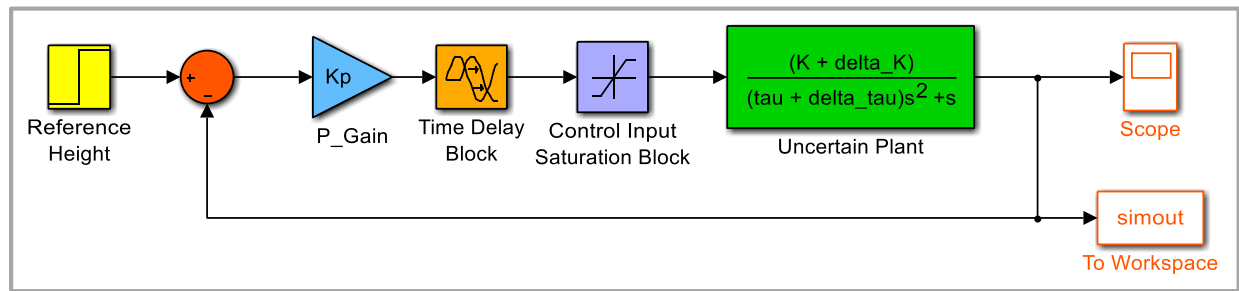 Reference
Height
+
−
Kp
P_Gain
Time Delay
Block
Control Input
Saturation Block
(K + delta_K)
(tau + delta_tau)s² +s
Uncertain Plant
Scope
simout
To Workspace